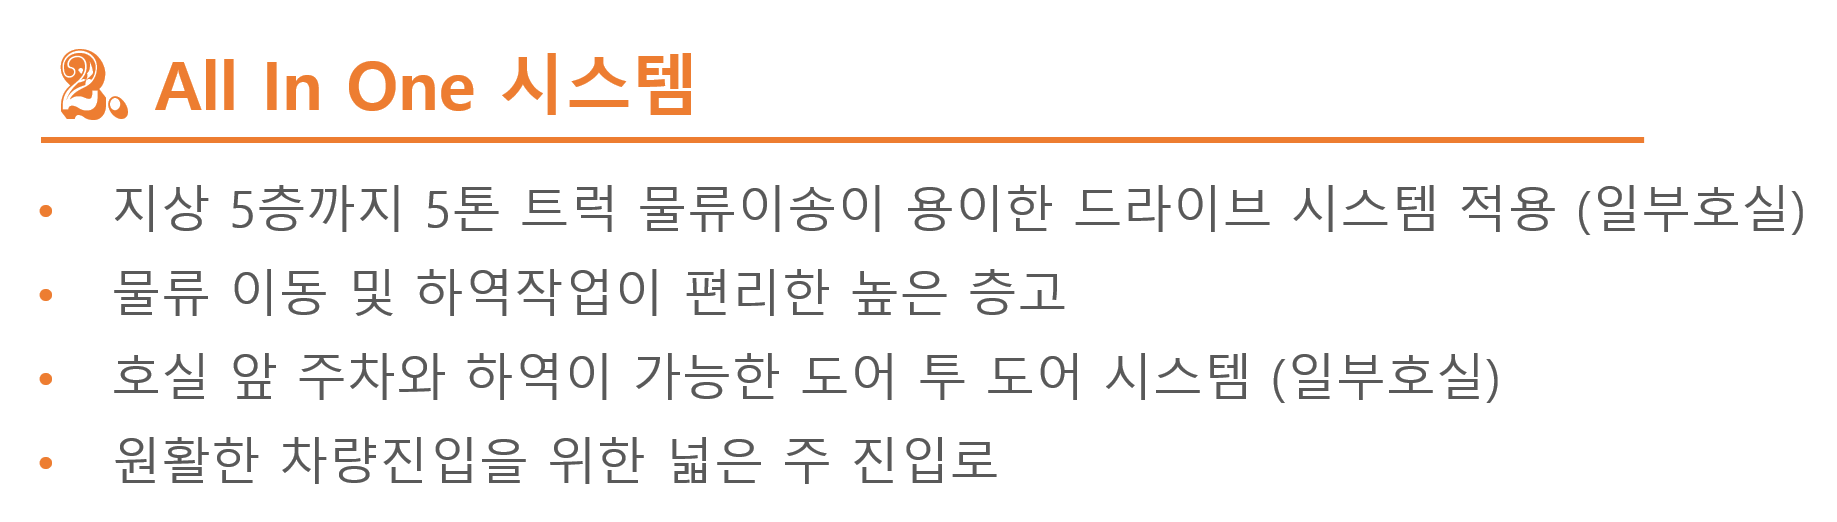 2. All In One 시스템
• 지상 5층까지 5톤 트럭 물류이송이 용이한 드라이브 시스템 적용 (일부호실)
• 물류 이동 및 하역작업이 편리한 높은 층고
• 호실 앞 주차와 하역이 가능한 도어 투 도어 시스템 (일부호실)
• 원활한 차량진입을 위한 넓은 주 진입로